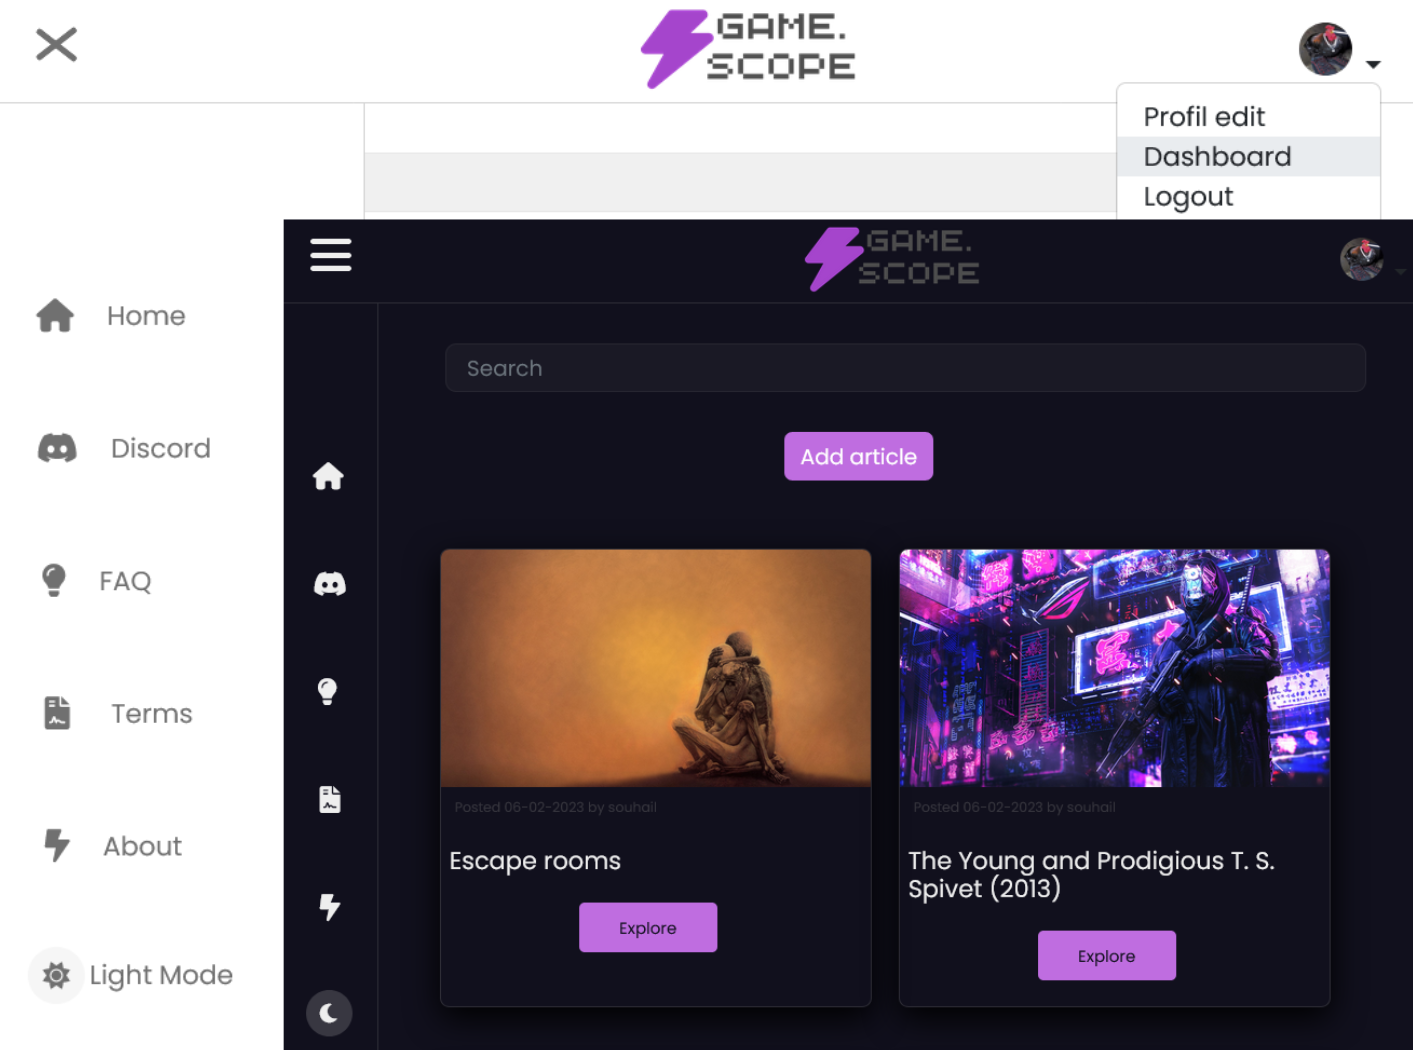 GAME.
SCOPE
Profil edit
Dashboard
Logout
Home
Discord
FAQ
Terms
About
Light Mode
GAME.
SCOPE
Search
Add article
Posted 06-02-2023 by souhail
Escape rooms
Explore
Posted 06-02-2023 by souhail
The Young and Prodigious T. S.
Spivet (2013)
Explore